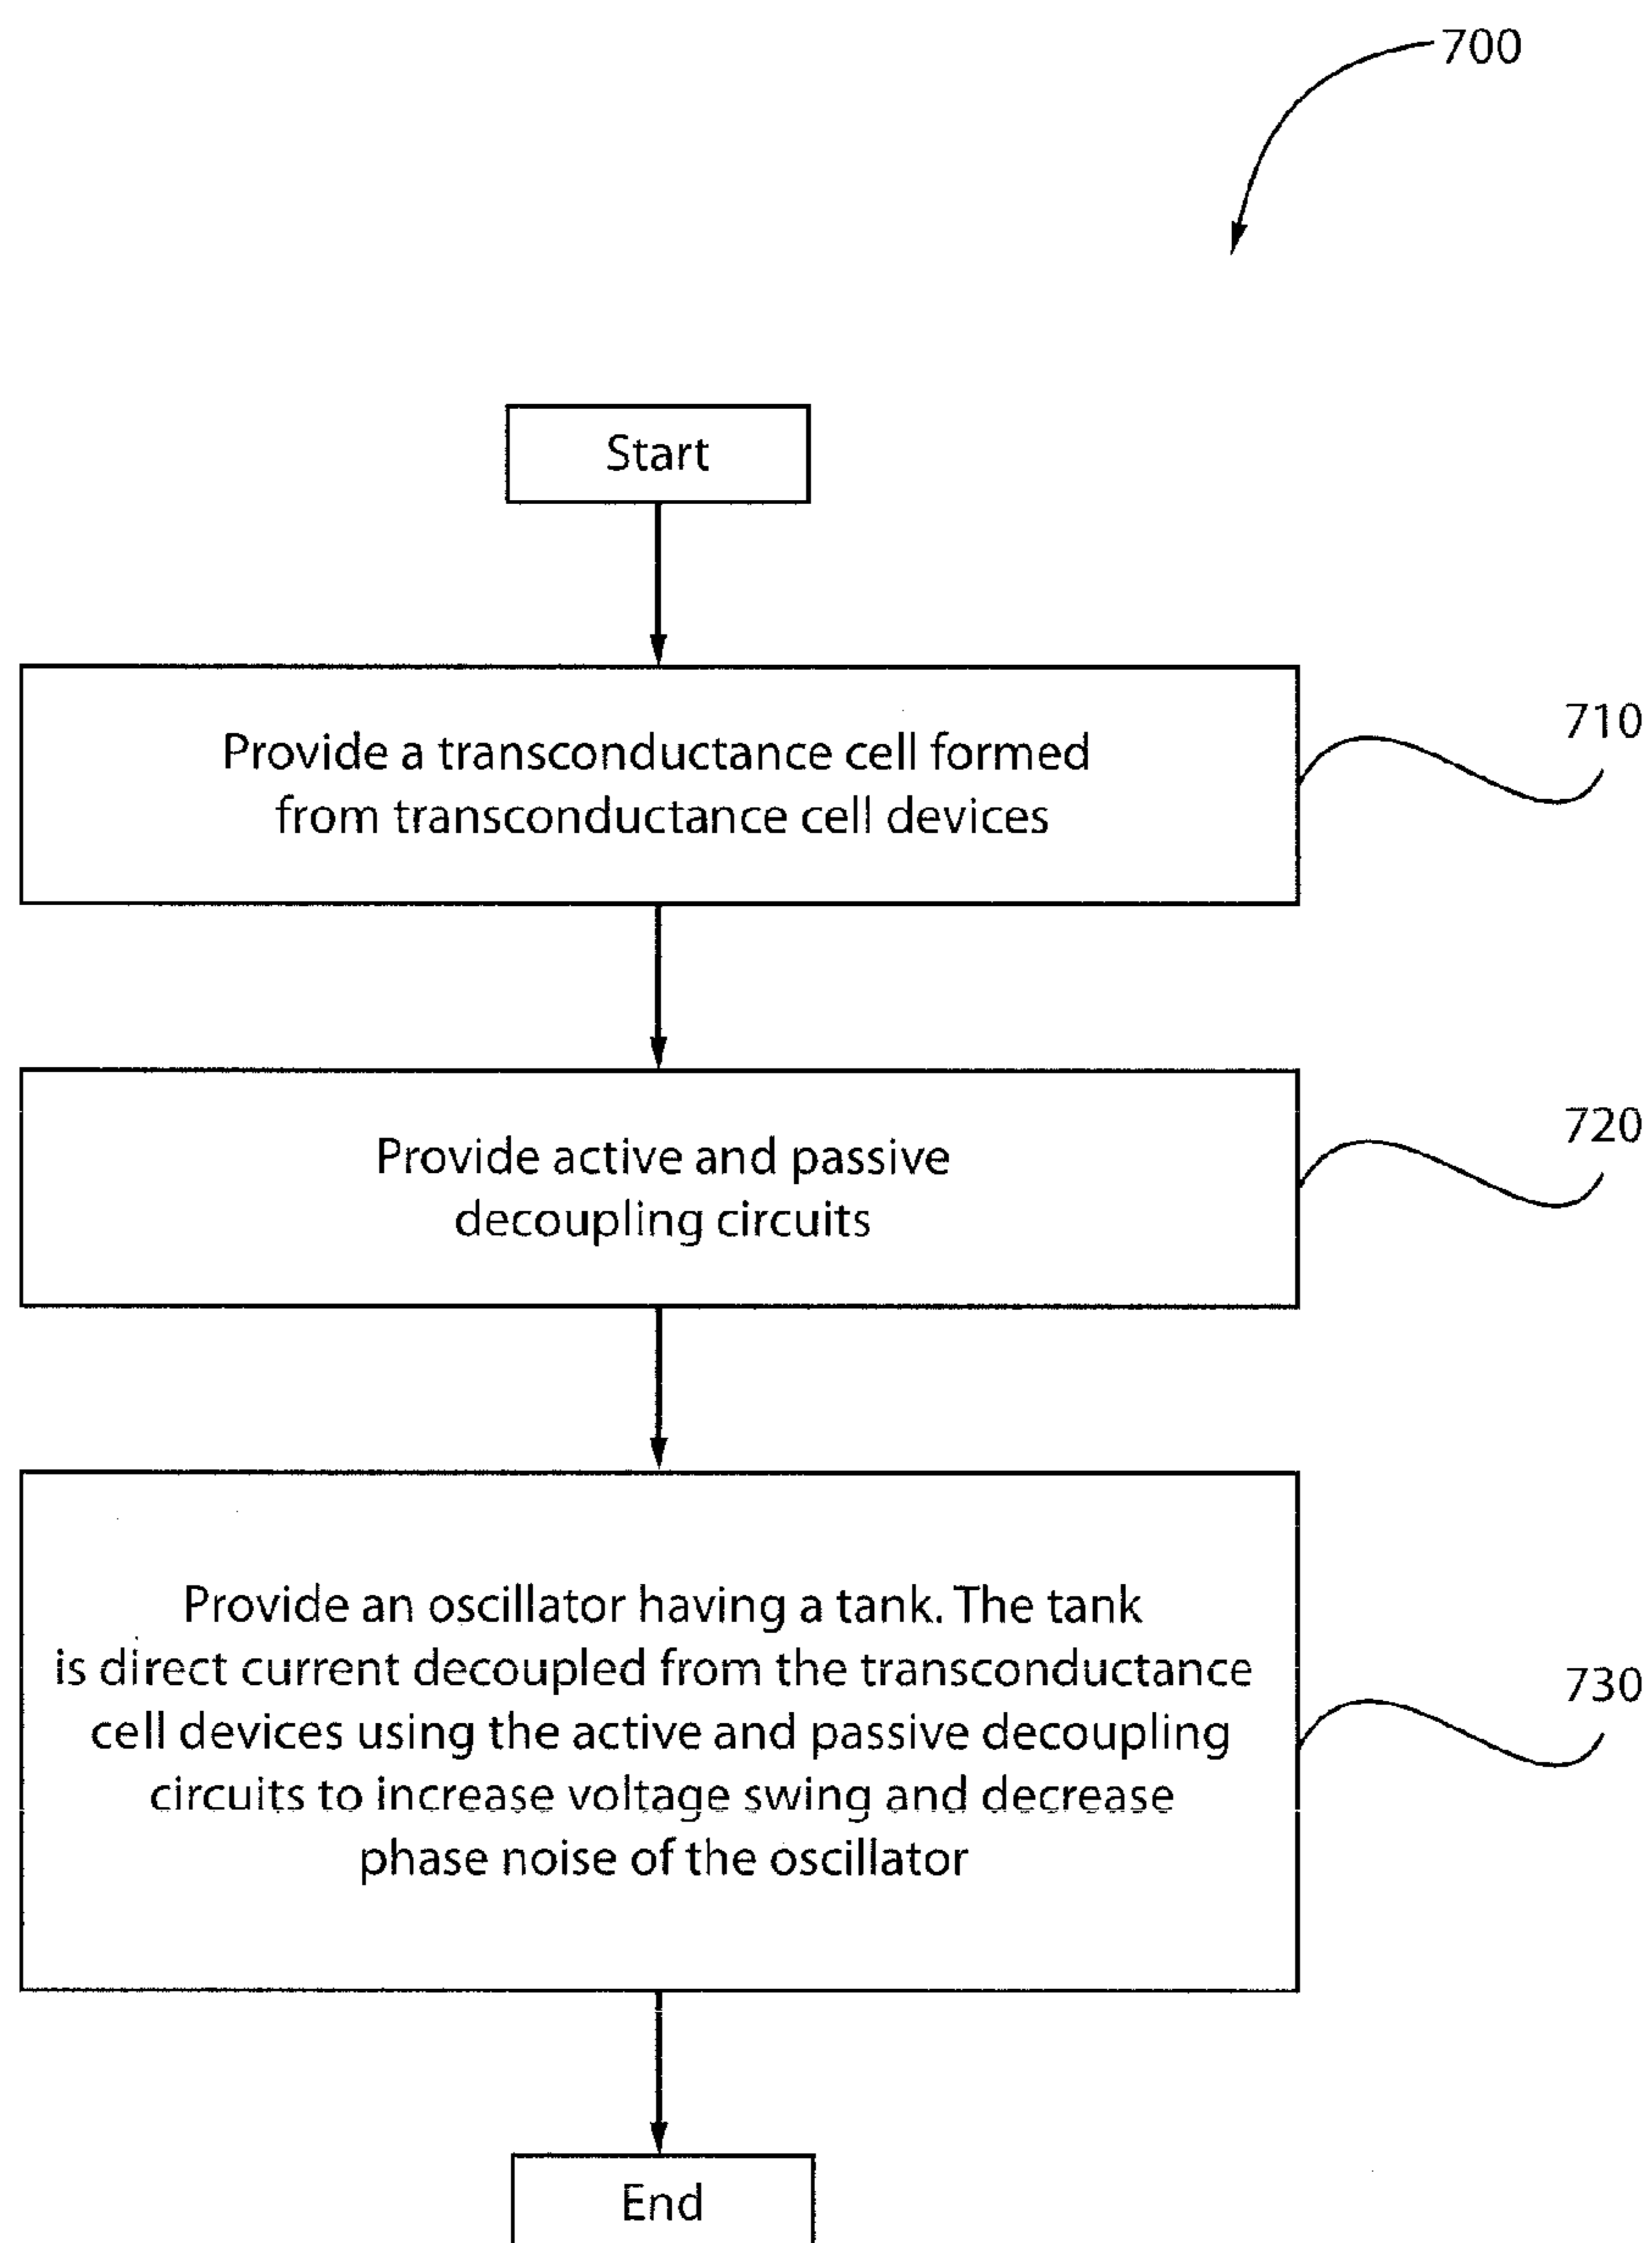 700
Start
Provide a transconductance cell formed
from transconductance cell devices
710
Provide active and passive
decoupling circuits
720
Provide an oscillator having a tank. The tank
is direct current decoupled from the transconductance
cell devices using the active and passive decoupling
circuits to increase voltage swing and decrease
phase noise of the oscillator
730
End